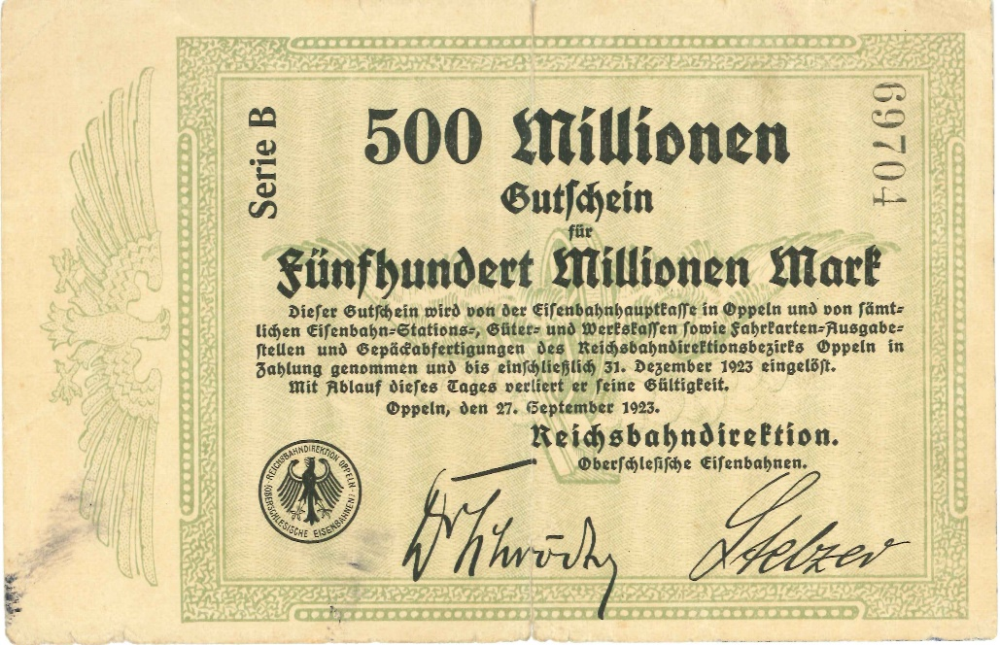 Serie B
69704
500 Millionen
Gutschein
für
Fünfhundert Millionen Mark
Dieser Gutschein wird von der Eisenbahnhauptkasse in Oppeln und von sämt-
lichen Eisenbahn-Stations-, Güter- und Werkskassen sowie Fahrkarten-Ausgabe-
stellen und Gepäckabfertigungen des Reichsbahndirektionsbezirks Oppeln in
Zahlung genommen und bis einschließlich 31. Dezember 1923 eingelöst.
Mit Ablauf dieses Tages verliert er seine Gültigkeit.
Oppeln, den 27. September 1923.
Reichsbahndirektion.
Oberschlesische Eisenbahnen.
REICHSBAHNDIREKTION OPPELN
(OBERSCHLESISCHE EISENBAHNEN)
Stelzer